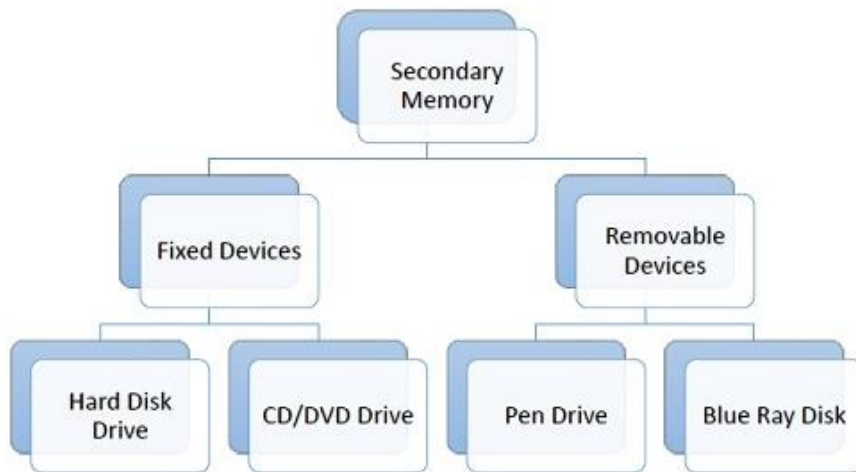 Secondary
Memory
Fixed Devices
Removable
Devices
Hard Disk
Drive
CD/DVD Drive
Pen Drive
Blue Ray Disk